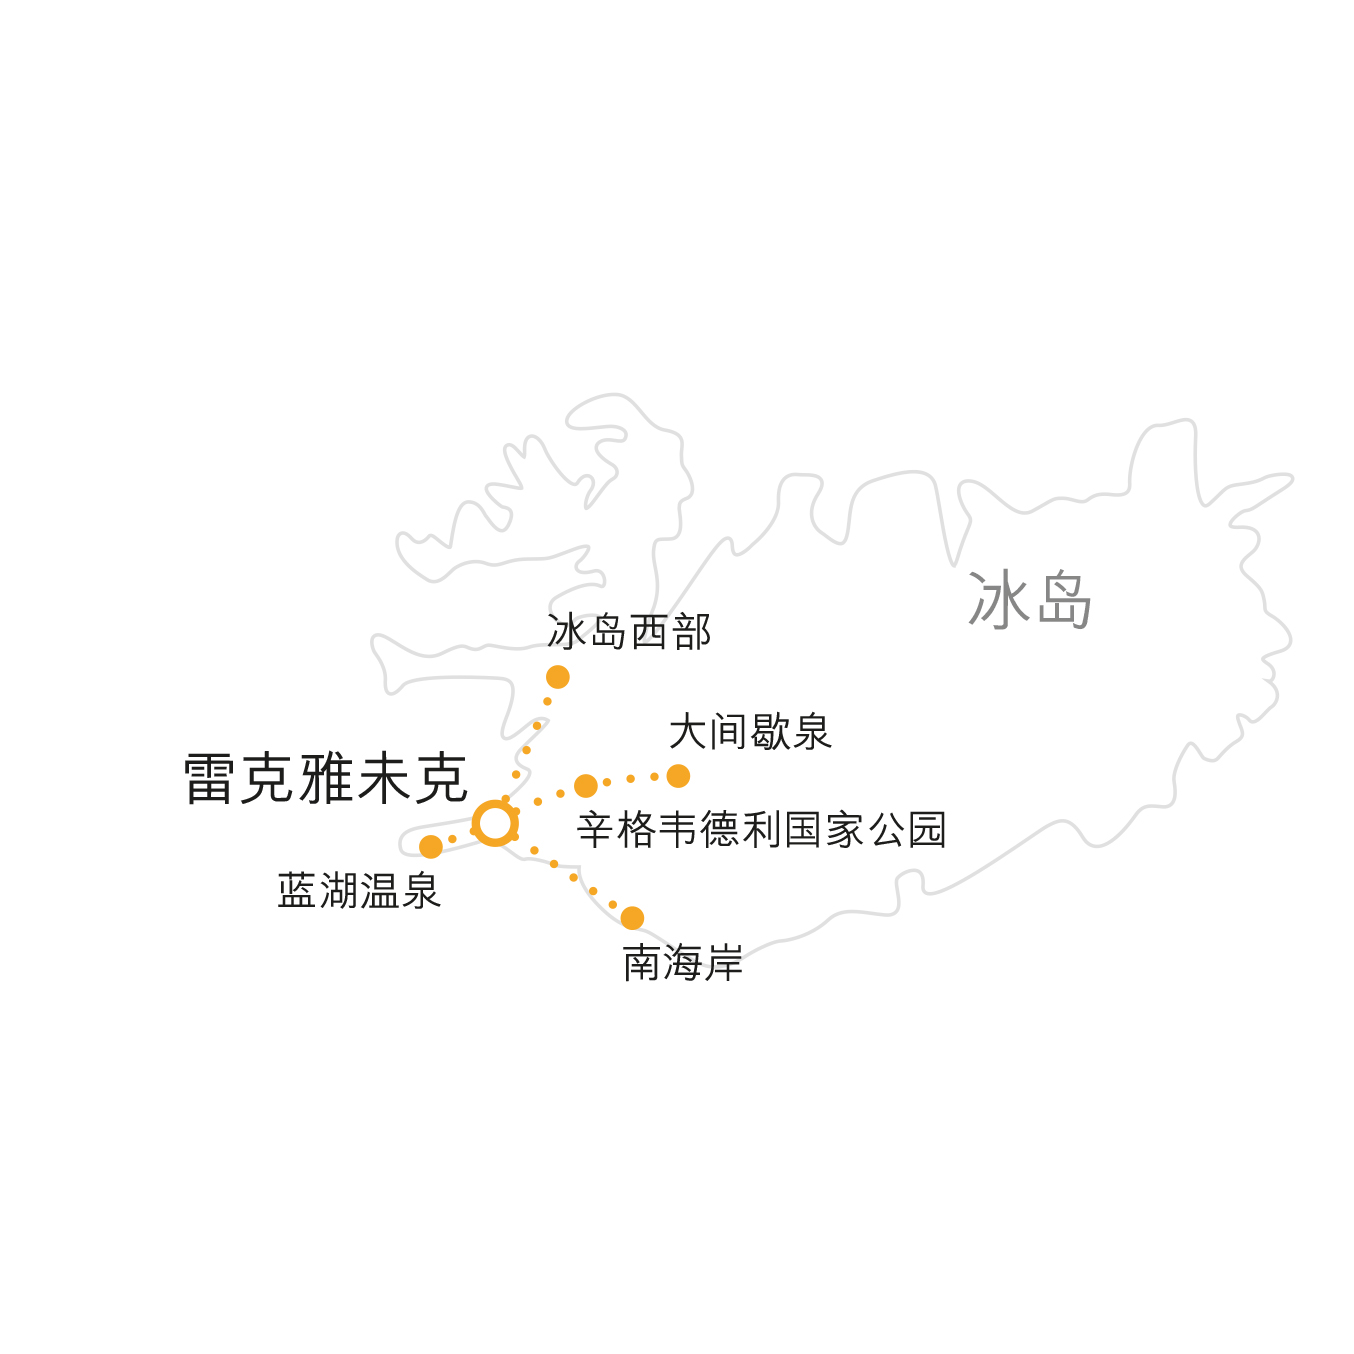 冰岛
冰岛西部
大间歇泉
雷克雅未克
辛格韦德利国家公园
蓝湖温泉
南海岸